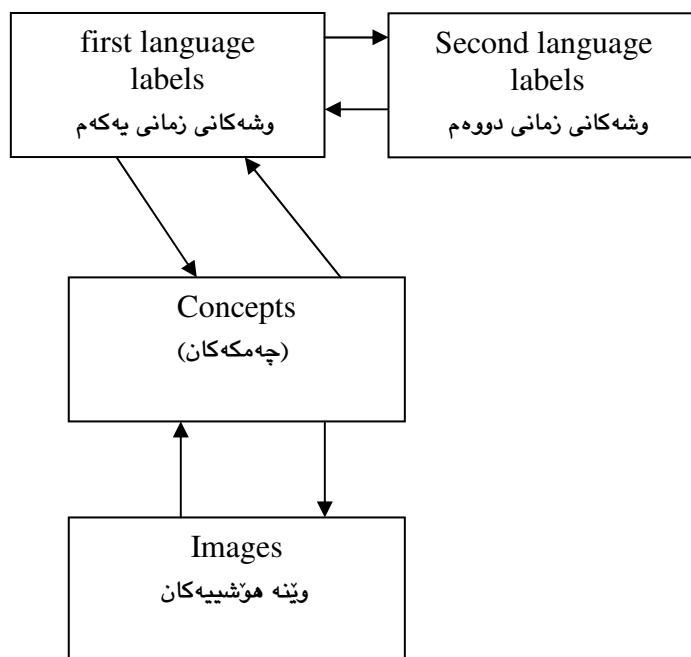 first language
labels
وشەکانی زمانی یەکەم
Second language
labels
وشەکانی زمانی دووەم
Concepts
(چەمکەکان)
Images
وێنە هۆشییەکان